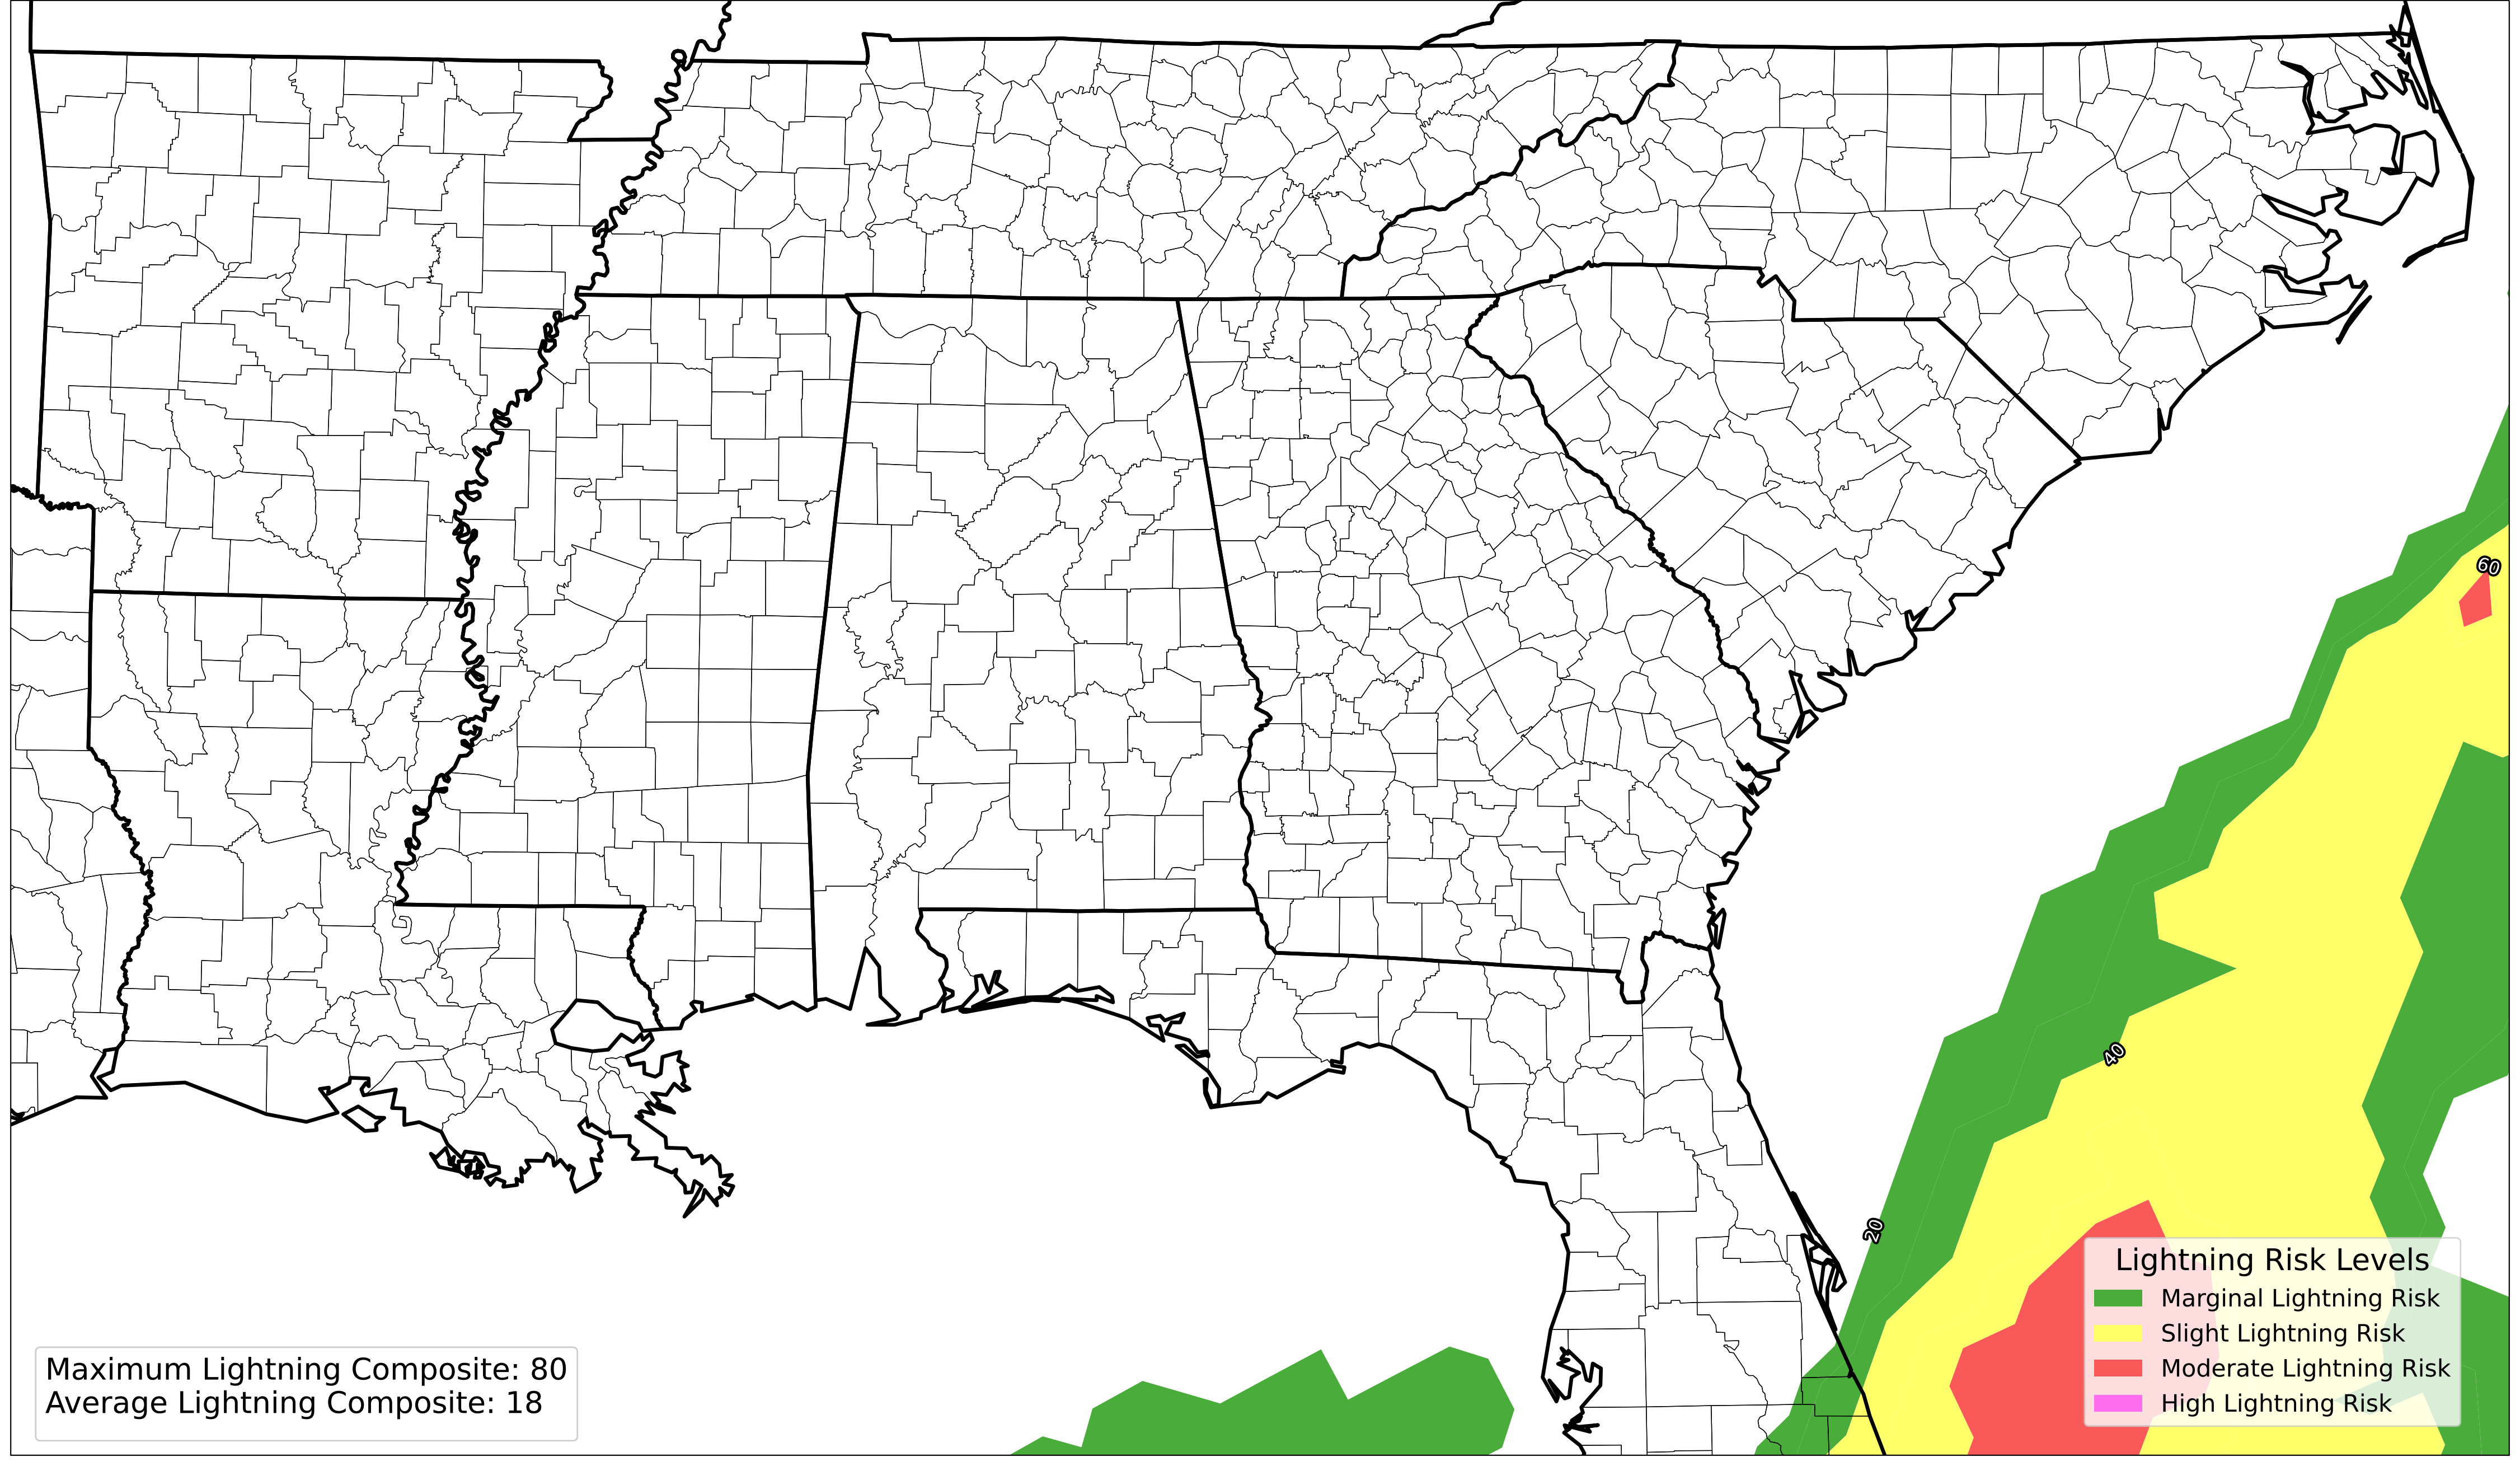 60
40
20
Lightning Risk Levels
Marginal Lightning Risk
Slight Lightning Risk
Moderate Lightning Risk
High Lightning Risk
Maximum Lightning Composite: 80
Average Lightning Composite: 18